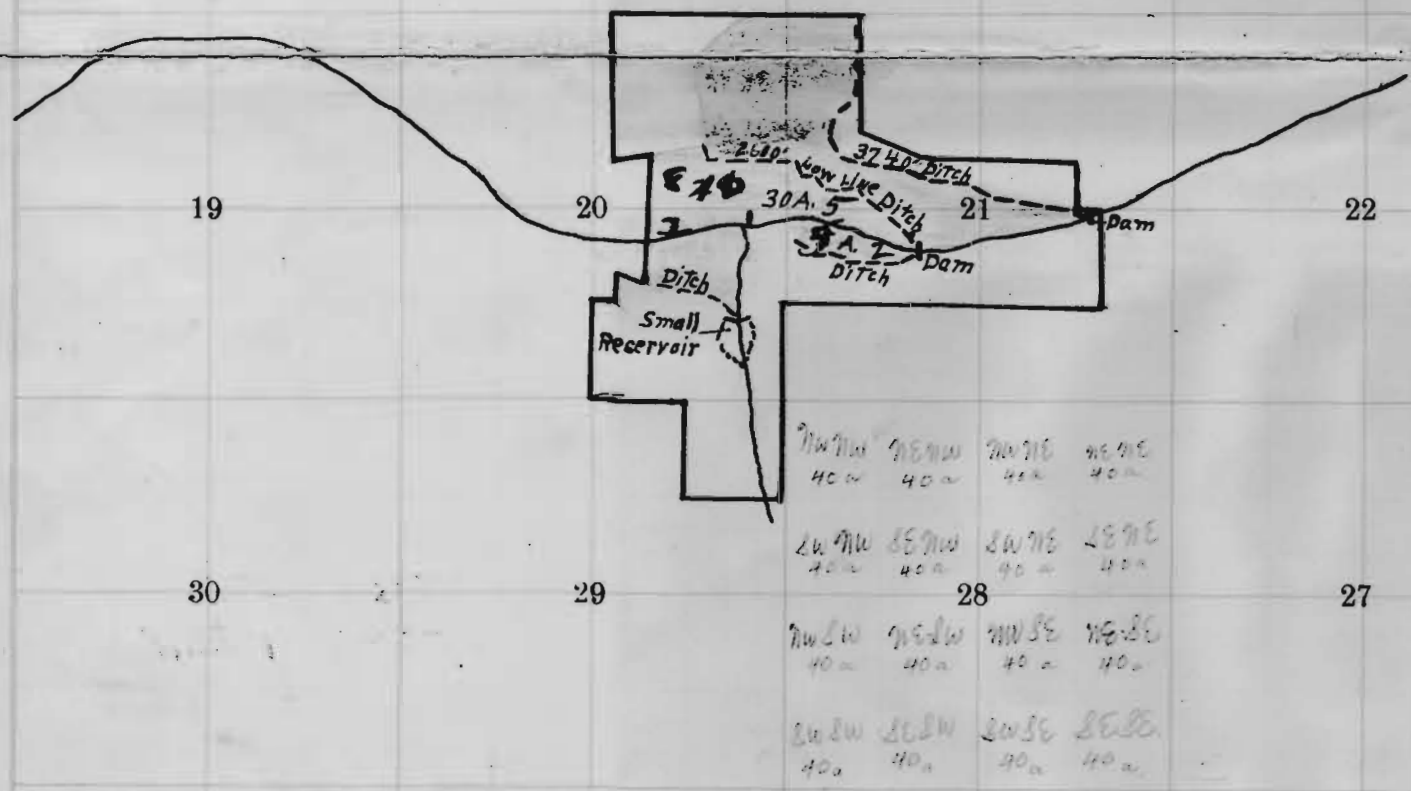 2600'
3740' Ditch
Low Line Ditch
30A. 5
19
20
21
22
Dam
A. 2
Ditch
Dam
Ditch
Small
Reservoir
NW NW NE NW NW NE NE NE
40 a 40 a 40 a 40 a
SW NW SE NW SW NE SE NE
40 a 40 a 40 a 40 a
30
29
28
27
NW SW NE SW NW SE NE SE
40 a 40 a 40 a 40 a
SW SW SE SW SW SE SE SE
40 a 40 a 40 a 40 a